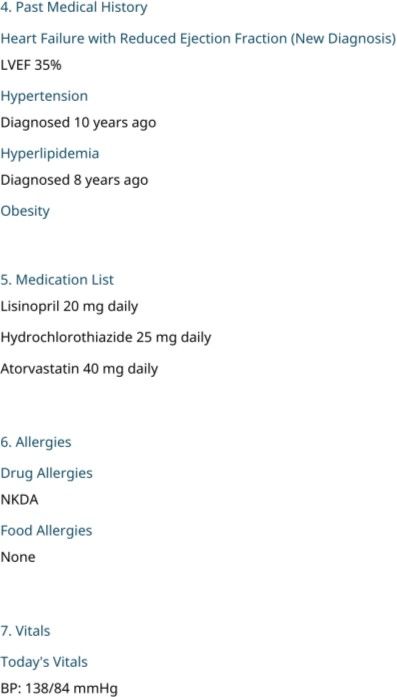 4. Past Medical History
Heart Failure with Reduced Ejection Fraction (New Diagnosis)
LVEF 35%
Hypertension
Diagnosed 10 years ago
Hyperlipidemia
Diagnosed 8 years ago
Obesity
5. Medication List
Lisinopril 20 mg daily
Hydrochlorothiazide 25 mg daily
Atorvastatin 40 mg daily
6. Allergies
Drug Allergies
NKDA
Food Allergies
None
7. Vitals
Today's Vitals
BP: 138/84 mmHg